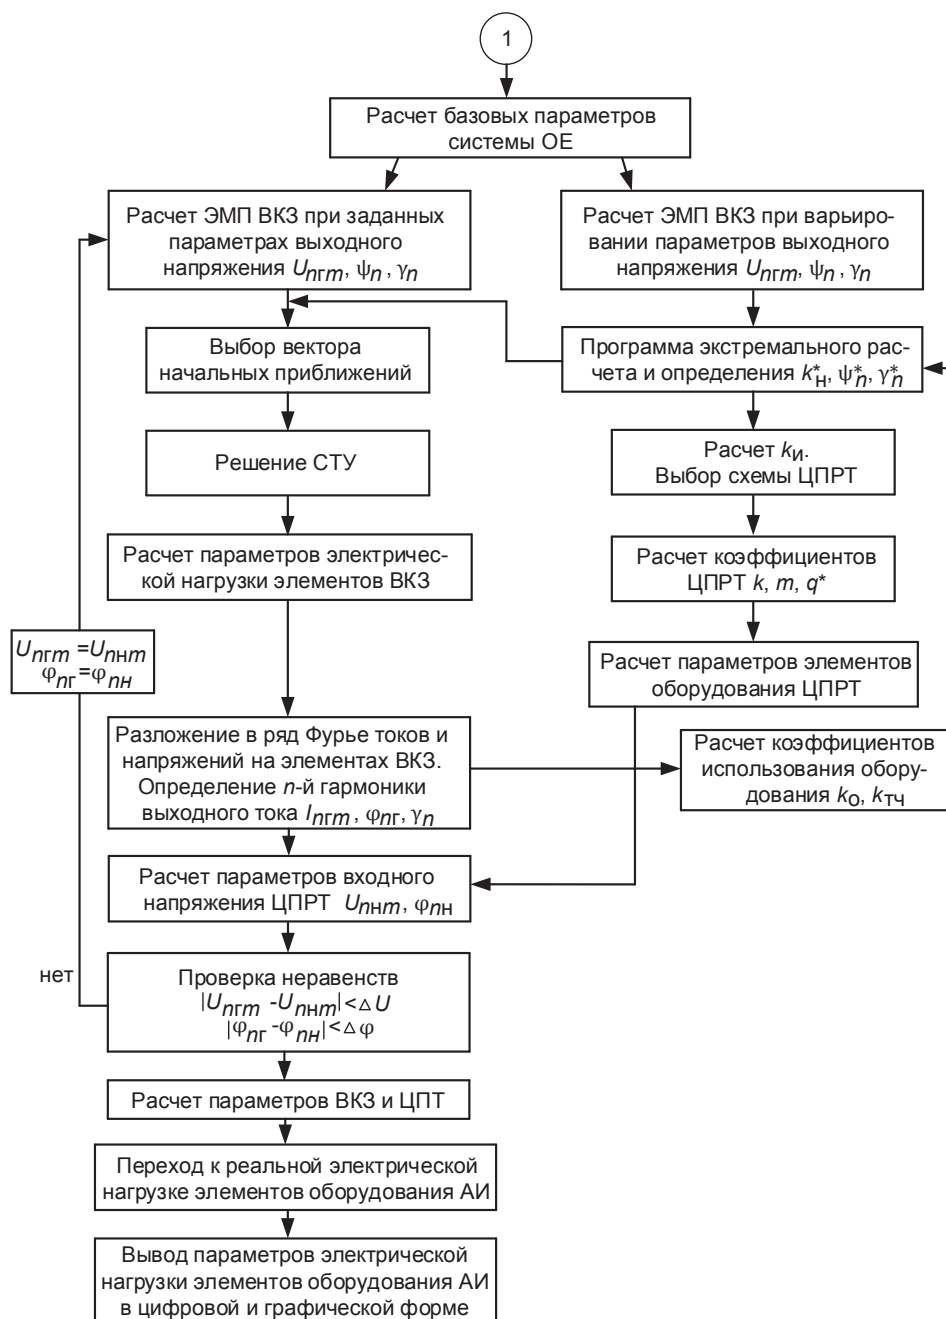 1
Расчет базовых параметров
системы ОЕ
Расчет ЭМП ВКЗ при заданных
параметрах выходного
напряжения Uₙгm, ψₙ, γₙ
Расчет ЭМП ВКЗ при варьиро-
вании параметров выходного
напряжения Uₙгm, ψₙ, γₙ
Выбор вектора
начальных приближений
Программа экстремального рас-
чета и определения k*н, ψ*ₙ, γ*ₙ
Решение СТУ
Расчет kи.
Выбор схемы ЦПРТ
Расчет параметров электричес-
кой нагрузки элементов ВКЗ
Расчет коэффициентов
ЦПРТ k, m, q*
Uₙгm =Uₙнm
φₙг=φₙн
Расчет параметров элементов
оборудования ЦПРТ
Разложение в ряд Фурье токов и
напряжений на элементах ВКЗ.
Определение n-й гармоники
выходного тока Iₙгm, φₙг, γₙ
Расчет коэффициентов
использования обору-
дования kо, kтч
Расчет параметров входного
напряжения ЦПРТ Uₙнm, φₙн
нет
Проверка неравенств
|Uₙгm -Uₙнm|<ΔU
|φₙг-φₙн|<Δφ
Расчет параметров ВКЗ и ЦПТ
Переход к реальной электрической
нагрузке элементов оборудования АИ
Вывод параметров электрической
нагрузки элементов оборудования АИ
в цифровой и графической форме